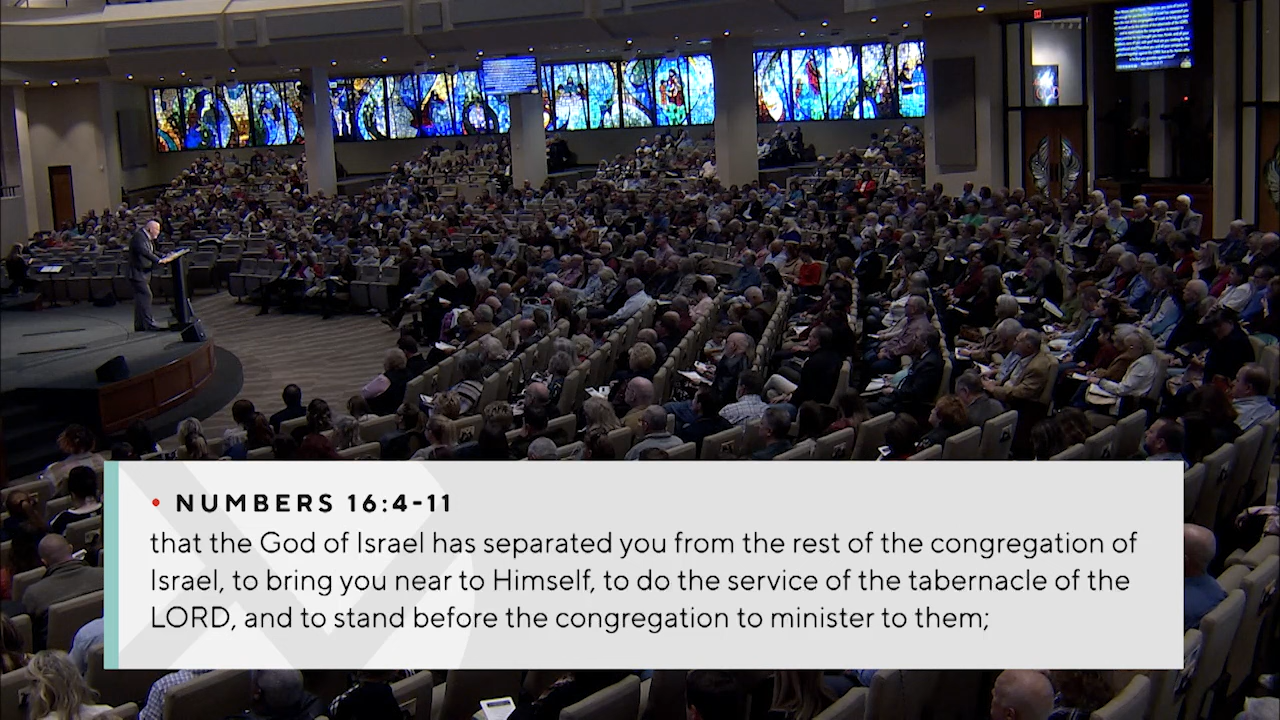 • NUMBERS 16:4-11
that the God of Israel has separated you from the rest of the congregation of
Israel, to bring you near to Himself, to do the service of the tabernacle of the
LORD, and to stand before the congregation to minister to them;